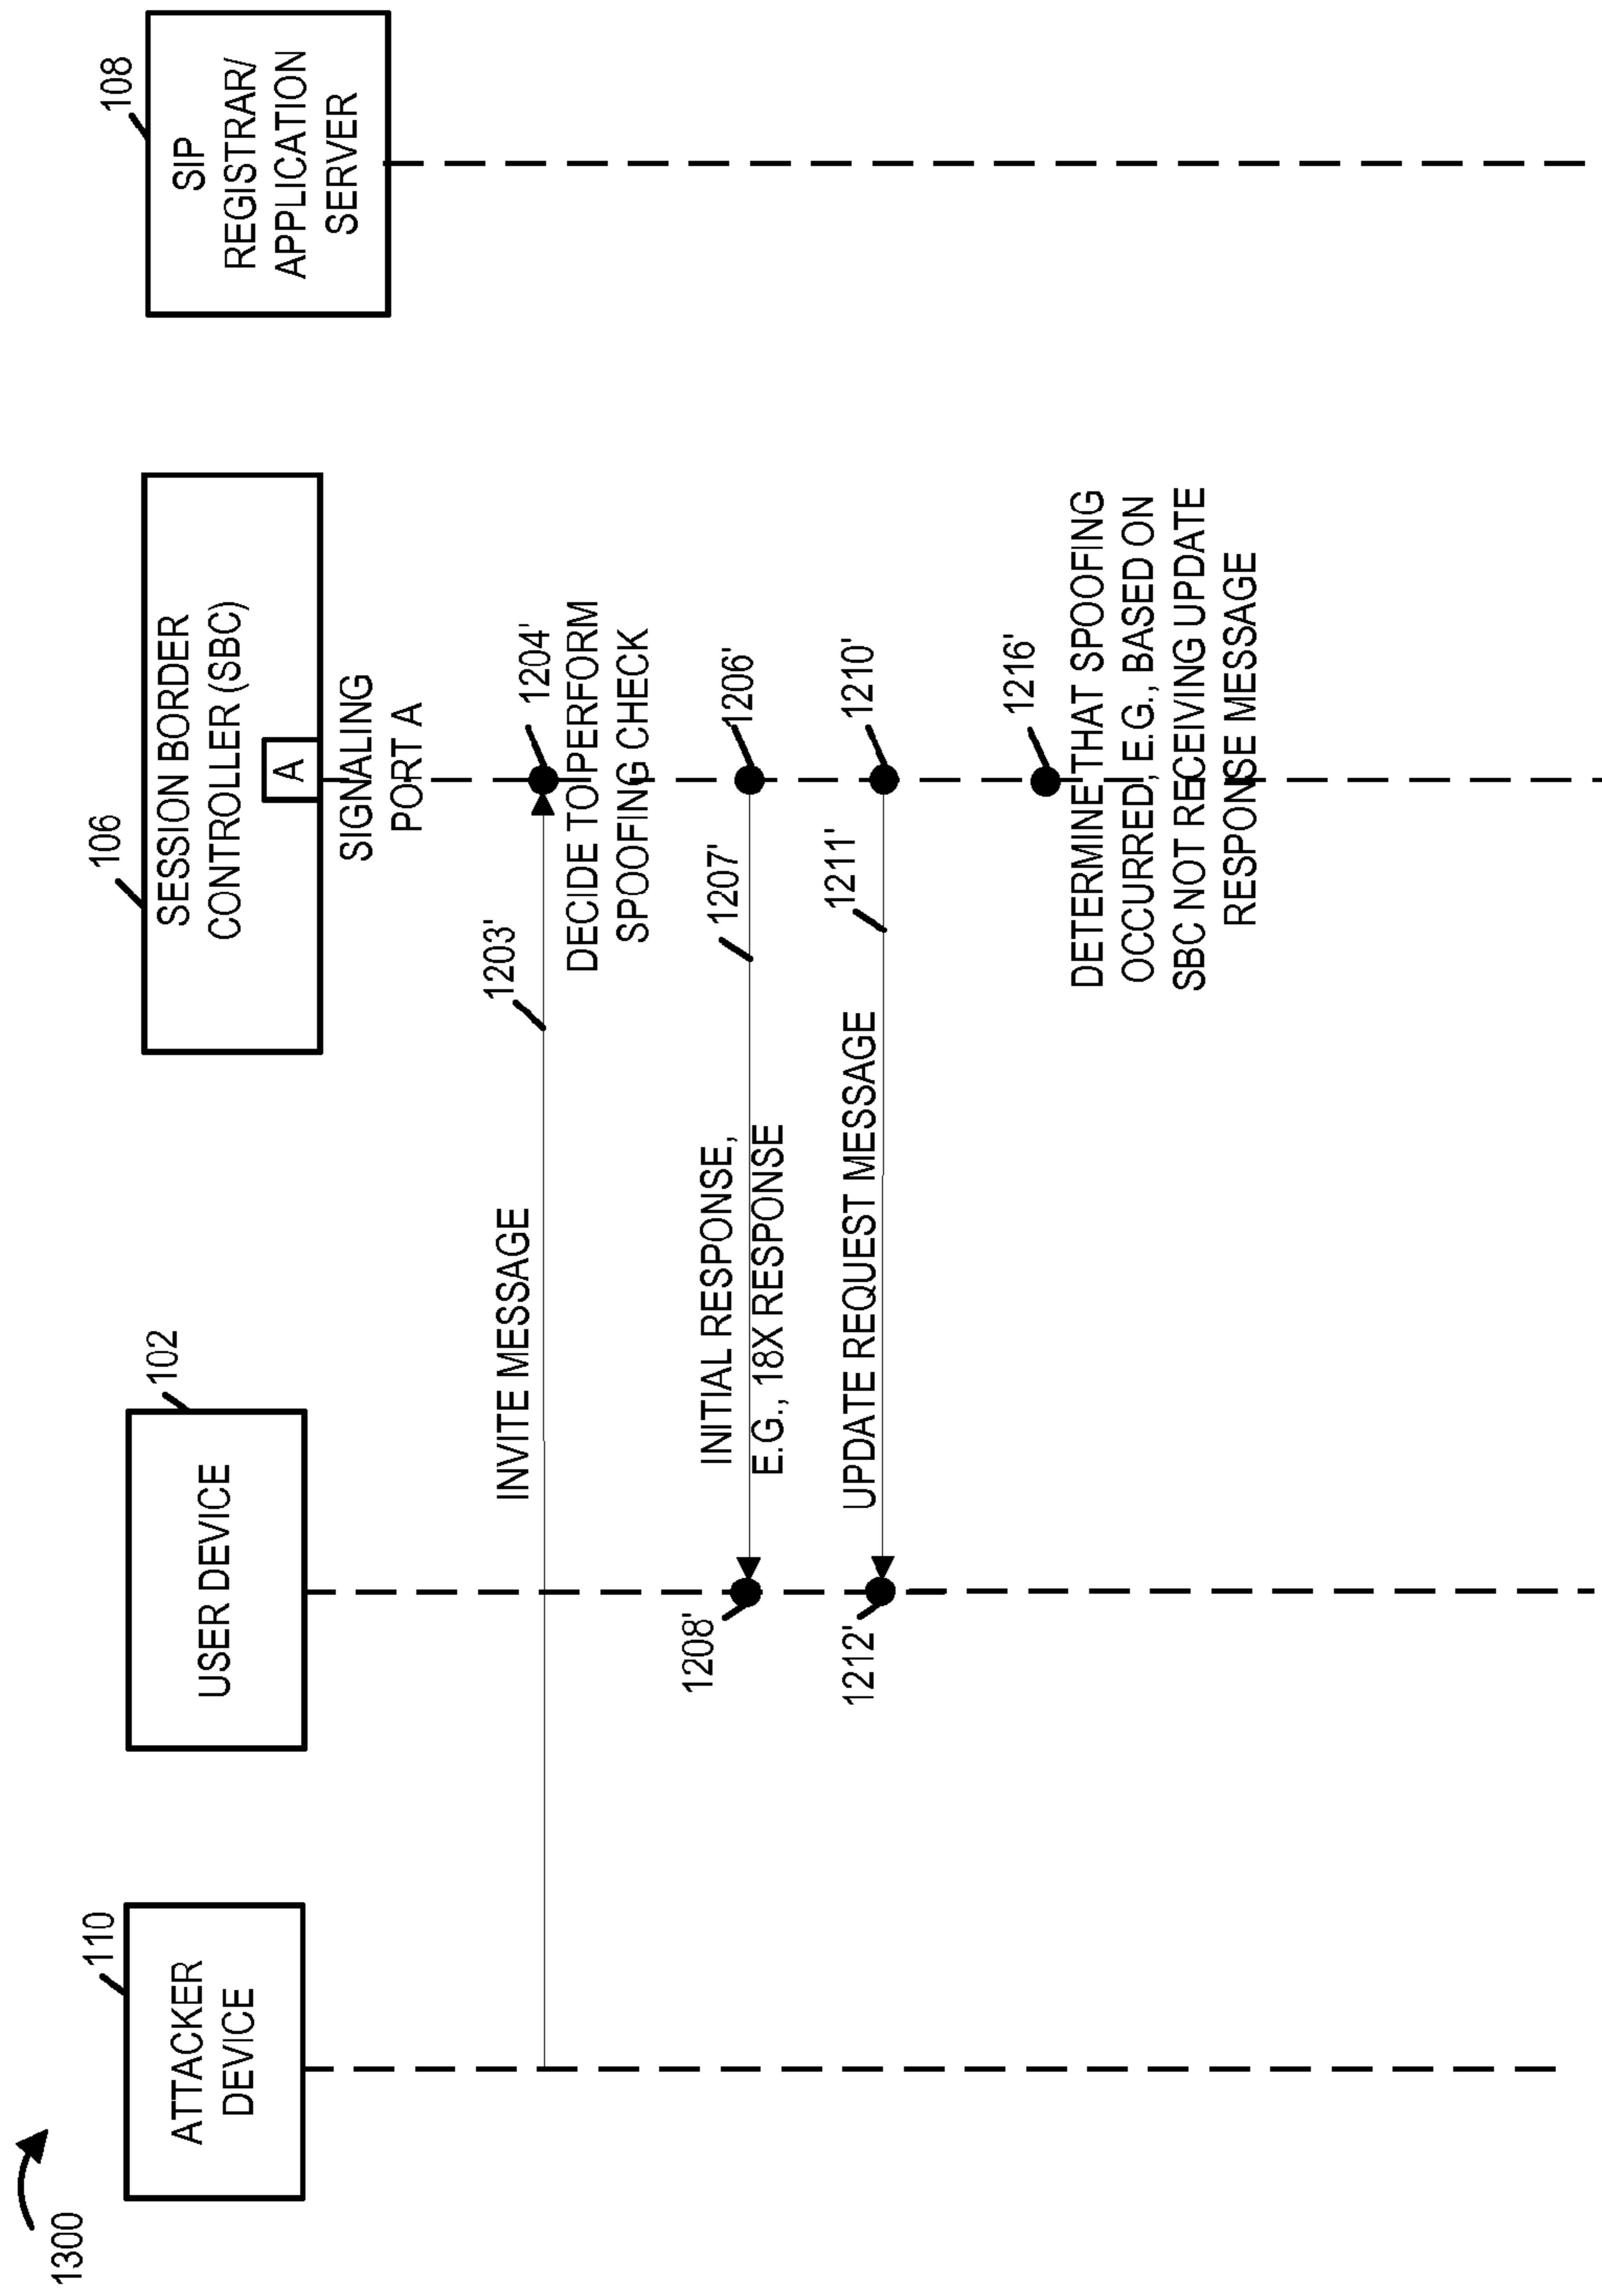 1300
110
ATTACKER
DEVICE
102
USER DEVICE
106
SESSION BORDER
CONTROLLER (SBC)
A
SIGNALING
PORT A
108
SIP
REGISTRAR/
APPLICATION
SERVER
INVITE MESSAGE
1203'
1204'
DECIDE TO PERFORM
SPOOFING CHECK
1208'
INITIAL RESPONSE,
E.G., 18X RESPONSE
1207'
1206'
1212'
UPDATE REQUEST MESSAGE
1211'
1210'
1216'
DETERMINE THAT SPOOFING
OCCURRED, E.G., BASED ON
SBC NOT RECEIVING UPDATE
RESPONSE MESSAGE